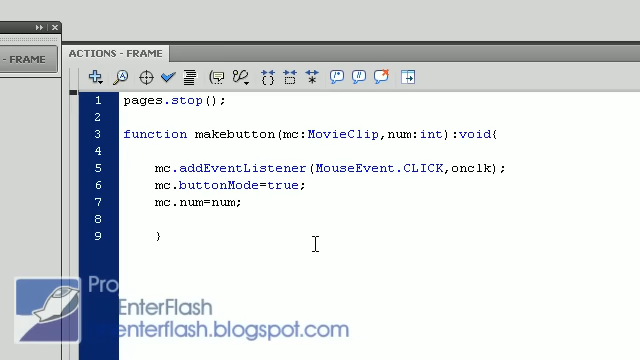 - FRAME
ACTIONS - FRAME
1 pages.stop();
2
3 function makebutton(mc:MovieClip,num:int):void{
4
5 mc.addEventListener(MouseEvent.CLICK,onclk);
6 mc.buttonMode=true;
7 mc.num=num;
8
9 }
Pro
EnterFlash
enterflash.blogspot.com